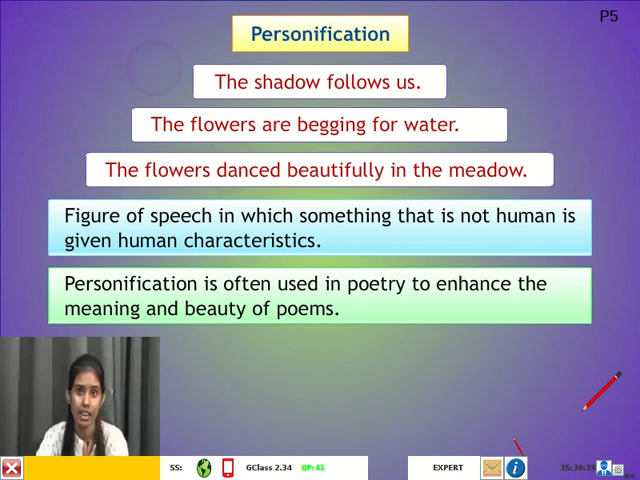 P5
Personification
The shadow follows us.
The flowers are begging for water.
The flowers danced beautifully in the meadow.
Figure of speech in which something that is not human is
given human characteristics.
Personification is often used in poetry to enhance the
meaning and beauty of poems.
SS: GClass 2.34 QP:41 EXPERT